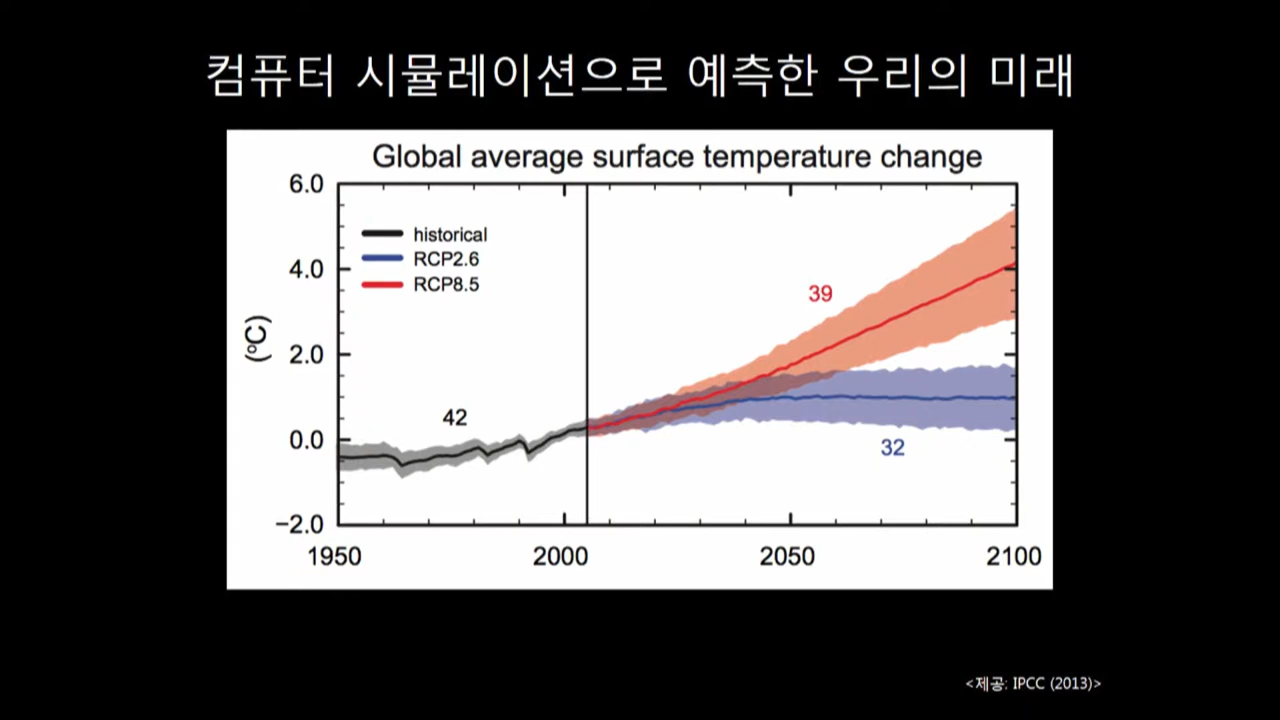 컴퓨터 시뮬레이션으로 예측한 우리의 미래
Global average surface temperature change
6.0
historical
RCP2.6
RCP8.5
4.0
39
(°C)
2.0
42
0.0
32
−2.0
1950 2000 2050 2100
<제공: IPCC (2013)>